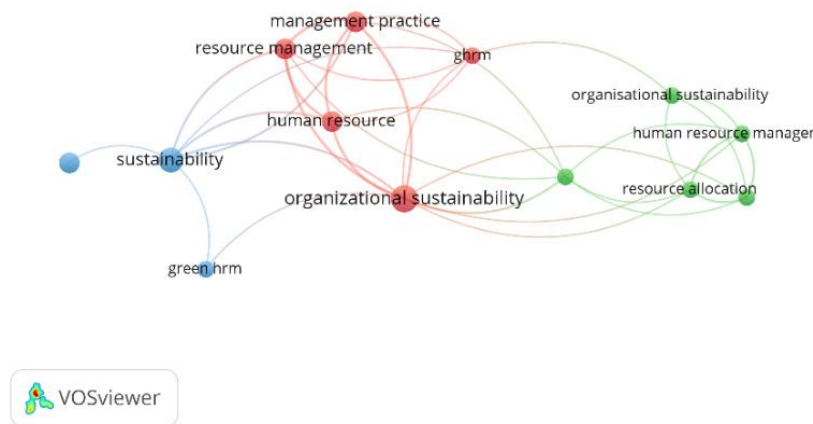 management practice
resource management
ghrm
organisational sustainability
human resource
human resource manager
sustainability
resource allocation
organizational sustainability
green hrm
VOSviewer